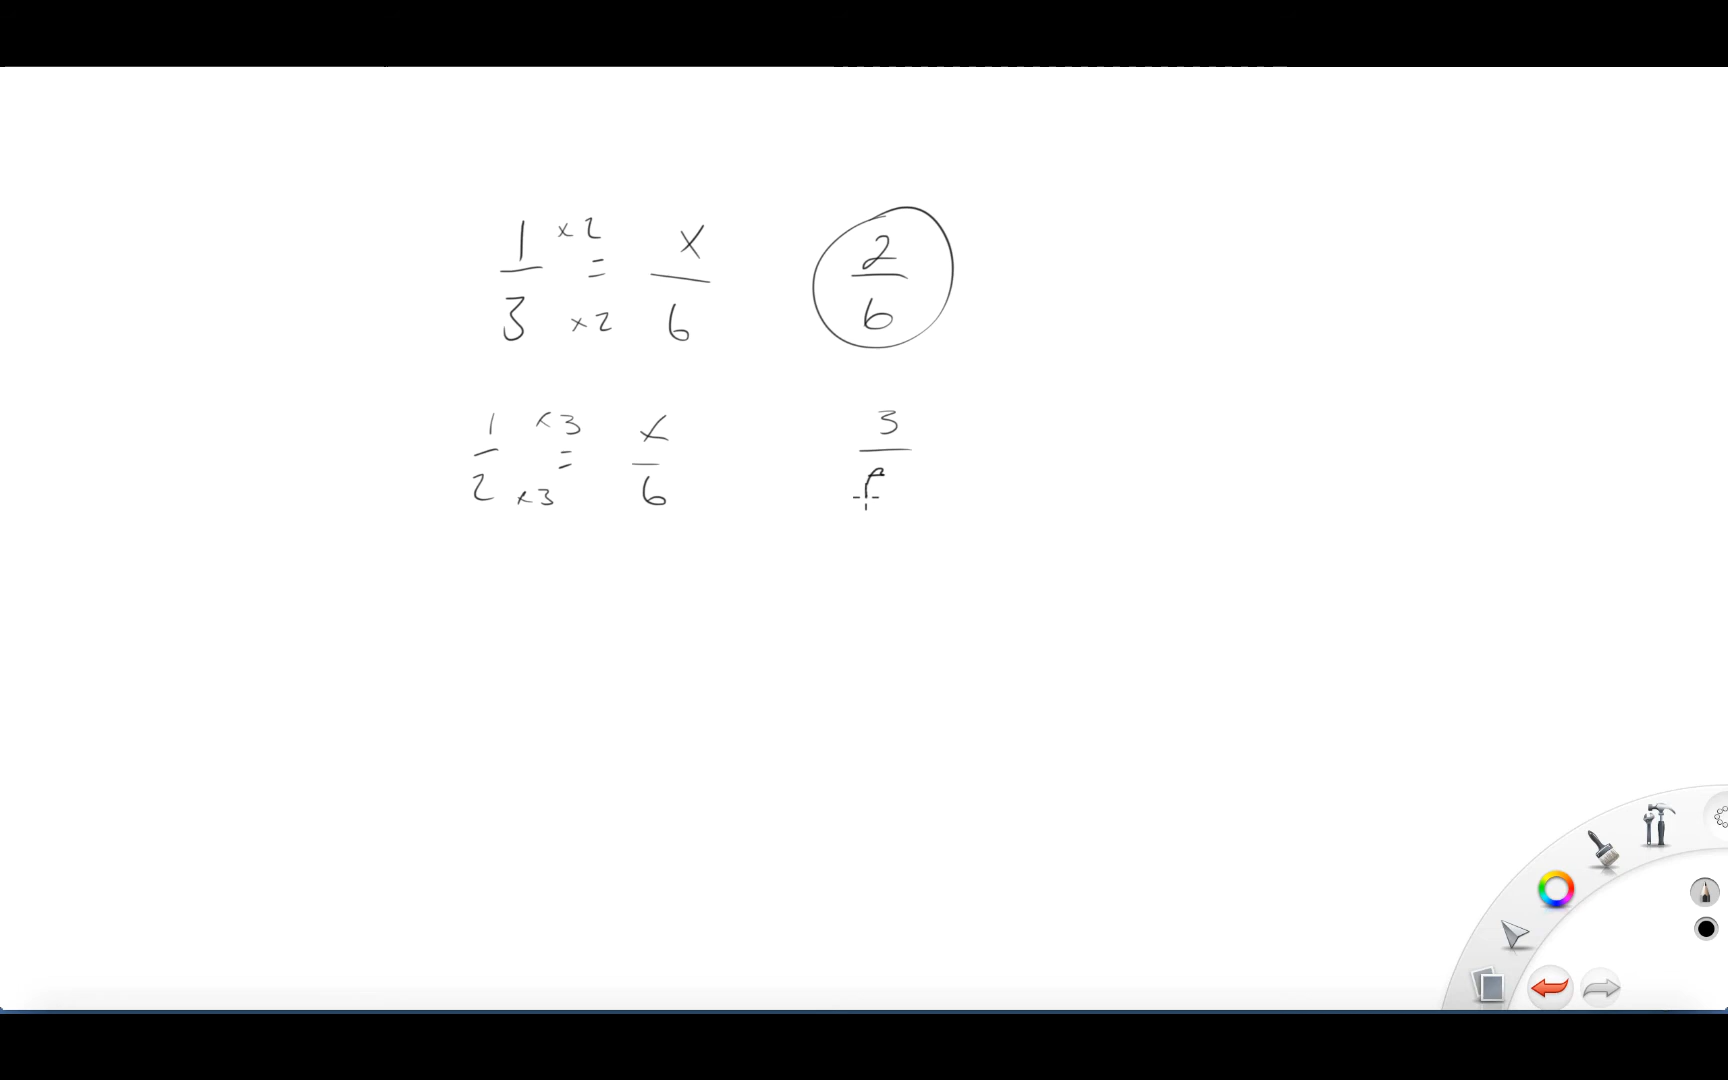 1/3 ×2 = ×2 x/6 2/6
1/2 ×3 = ×3 x/6 3/